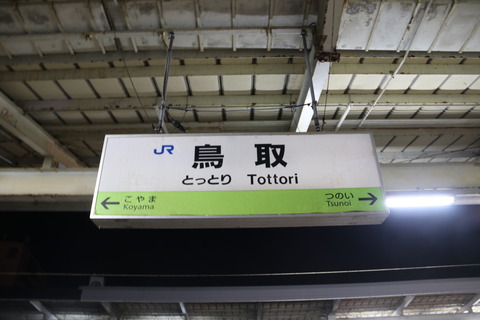 JR 鳥取
とっとり Tottori
← こやま つのい →
Koyama Tsunoi